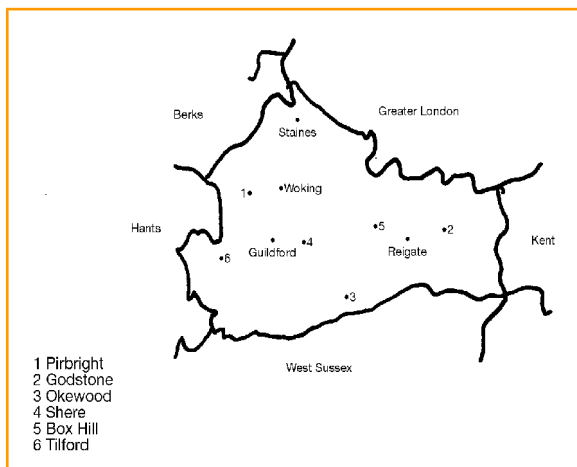 Berks
Greater London
Staines
1
Woking
Hants
Guildford
4
5
Reigate
2
Kent
6
3
West Sussex
1 Pirbright
2 Godstone
3 Okewood
4 Shere
5 Box Hill
6 Tilford